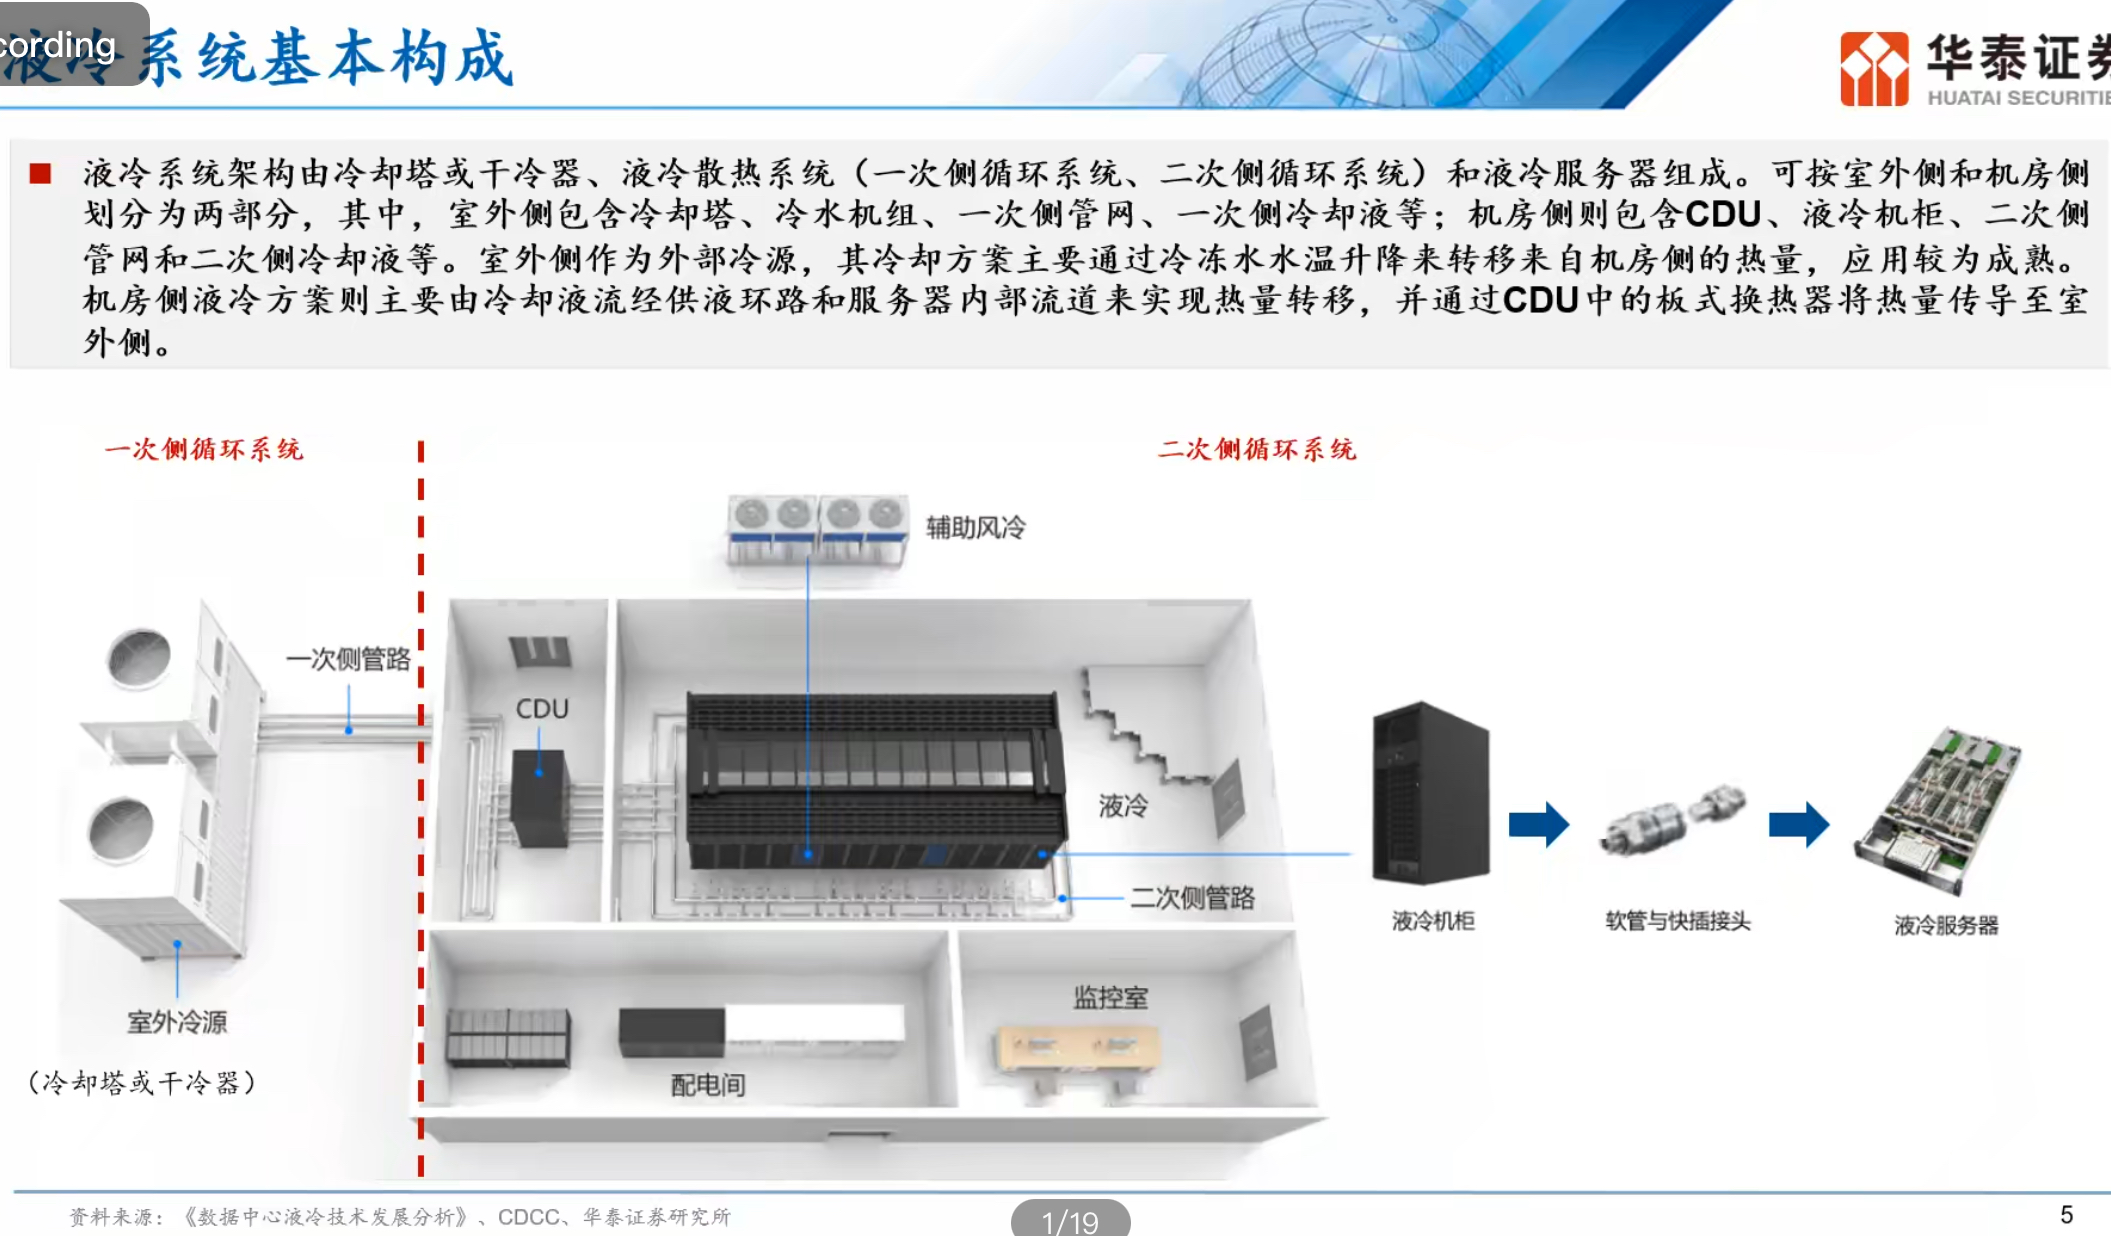 cording
液冷系统基本构成
华泰证券
HUATAI SECURITIE
液冷系统架构由冷却塔或干冷器、液冷散热系统（一次侧循环系统、二次侧循环系统）和液冷服务器组成。可按室外侧和机房侧
划分为两部分，其中，室外侧包含冷却塔、冷水机组、一次侧管网、一次侧冷却液等；机房侧则包含CDU、液冷机柜、二次侧
管网和二次侧冷却液等。室外侧作为外部冷源，其冷却方案主要通过冷冻水水温升降来转移来自机房侧的热量，应用较为成熟。
机房侧液冷方案则主要由冷却液流经供液环路和服务器内部流道来实现热量转移，并通过CDU中的板式换热器将热量传导至室
外侧。
一次侧循环系统
二次侧循环系统
辅助风冷
一次侧管路
CDU
液冷
二次侧管路
液冷机柜
软管与快插接头
液冷服务器
监控室
室外冷源
（冷却塔或干冷器）
配电间
资料来源：《数据中心液冷技术发展分析》、CDCC、华泰证券研究所
1/19
5